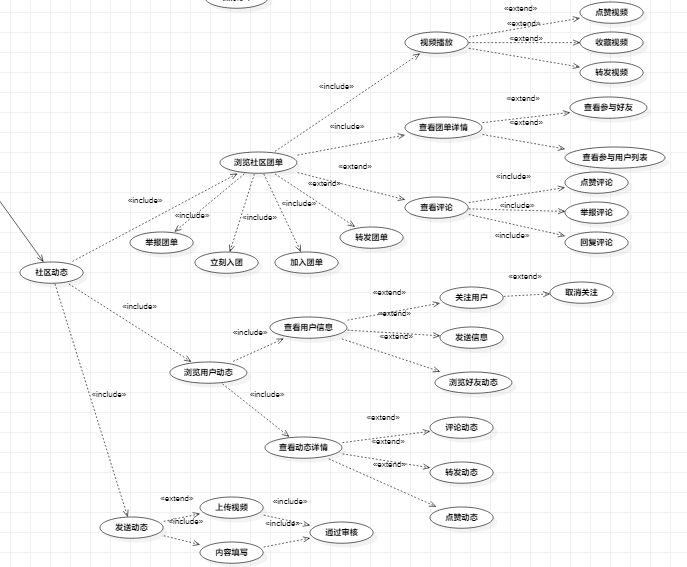 «extend»
点赞视频
«extend»
视频播放
«extend»
收藏视频
转发视频
«include»
«extend»
查看参与好友
«include»
查看团单详情
«extend»
浏览社区团单
查看参与用户列表
«extend»
«include»
点赞评论
«extend»
«include»
«include»
查看评论
«include»
举报评论
«include»
«include»
举报团单
转发团单
«include»
回复评论
立刻入团
加入团单
社区动态
«extend»
«include»
«extend»
关注用户
取消关注
«extend»
«include»
查看用户信息
«extend»
发送信息
浏览用户动态
浏览好友动态
«include»
«include»
«extend»
评论动态
«extend»
查看动态详情
«extend»
转发动态
«extend»
上传视频
«include»
点赞动态
发送动态
«include»
«include»
通过审核
内容填写